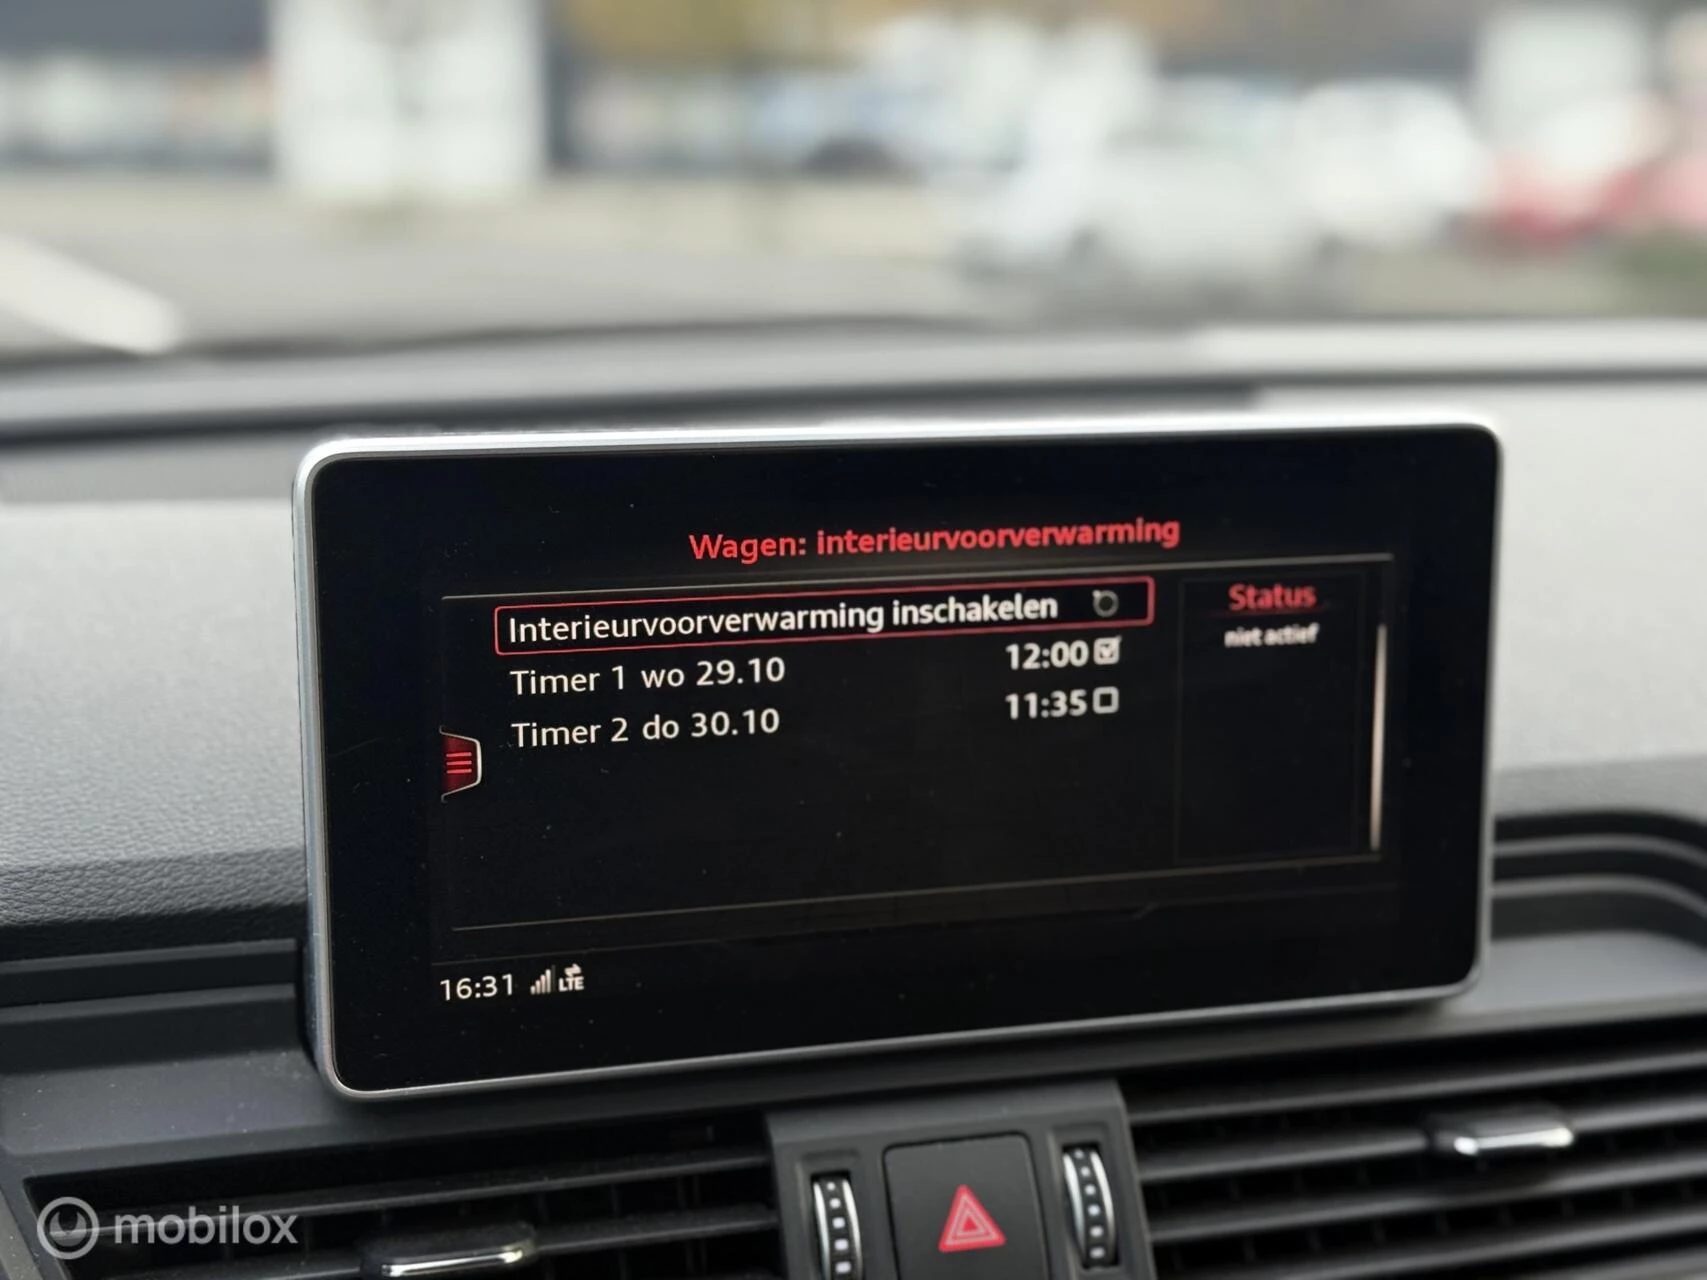 Wagen: interieurvoorverwarming
Interieurvoorverwarming inschakelen
Timer 1 wo 29.10 12:00
Timer 2 do 30.10 11:35
Status
niet actief
16:31 LTE
mobilox